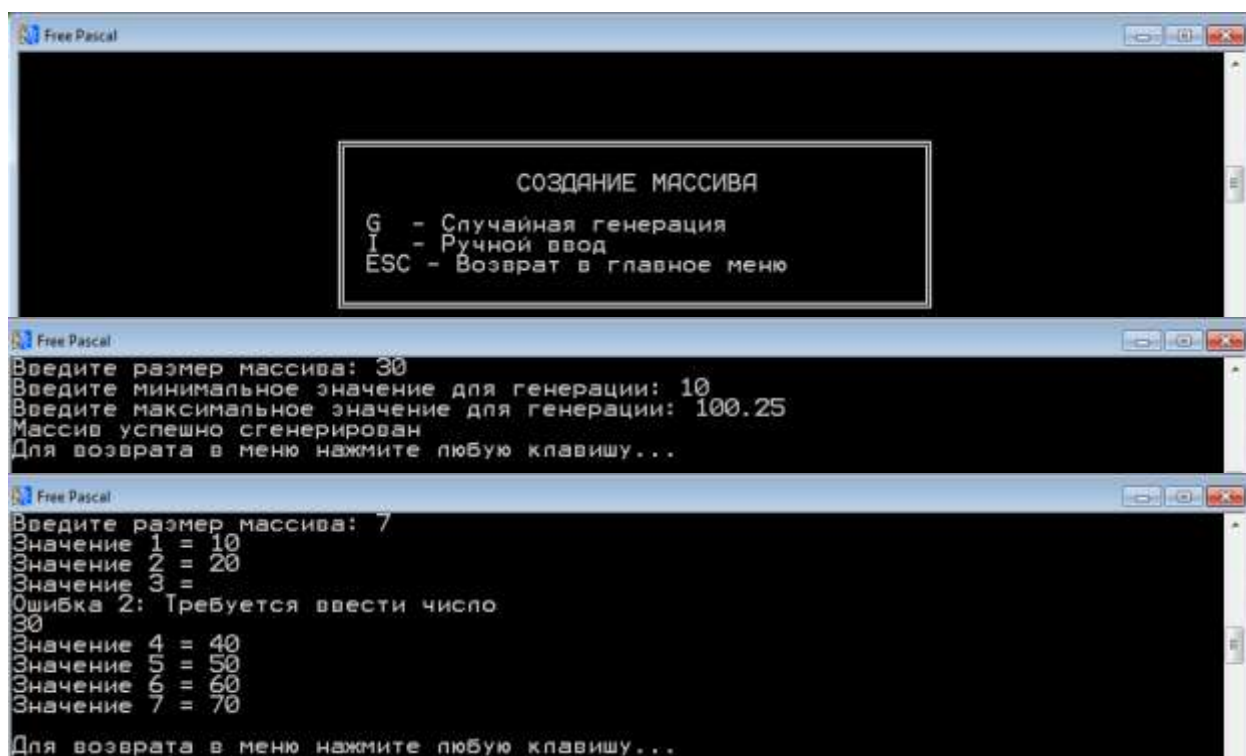 Free Pascal
СОЗДАНИЕ МАССИВА
G - Случайная генерация
I - Ручной ввод
ESC - Возврат в главное меню
Free Pascal
Введите размер массива: 30
Введите минимальное значение для генерации: 10
Введите максимальное значение для генерации: 100.25
Массив успешно сгенерирован
Для возврата в меню нажмите любую клавишу...
Free Pascal
Введите размер массива: 7
Значение 1 = 10
Значение 2 = 20
Значение 3 =
Ошибка 2: Требуется ввести число
30
Значение 4 = 40
Значение 5 = 50
Значение 6 = 60
Значение 7 = 70
Для возврата в меню нажмите любую клавишу...